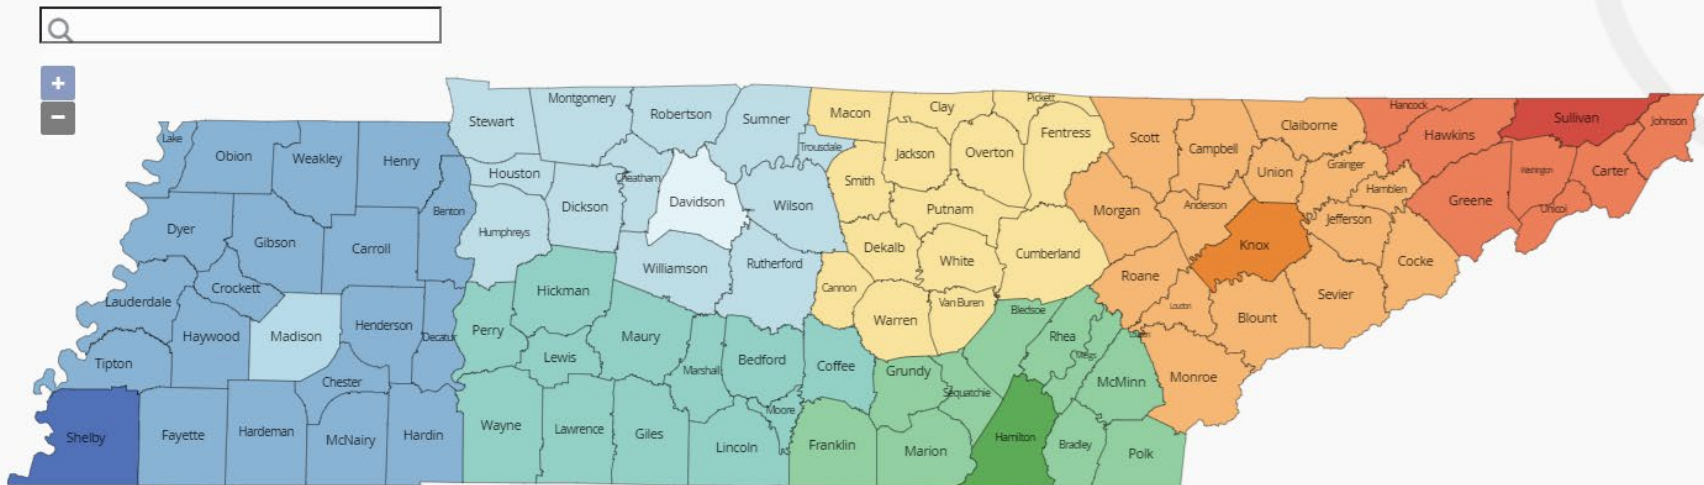 +
−
Lake
Obion
Weakley
Henry
Stewart
Montgomery
Robertson
Sumner
Macon
Clay
Pickett
Fentress
Scott
Campbell
Claiborne
Hancock
Hawkins
Sullivan
Johnson
Trousdale
Jackson
Overton
Union
Grainger
Hamblen
Washington
Carter
Greene
Unicoi
Benton
Houston
Cheatham
Dickson
Davidson
Wilson
Smith
Putnam
Morgan
Anderson
Knox
Jefferson
Cocke
Dyer
Gibson
Carroll
Humphreys
Williamson
Rutherford
Dekalb
White
Cumberland
Roane
Loudon
Blount
Sevier
Lauderdale
Crockett
Hickman
Cannon
Van Buren
Warren
Bledsoe
Rhea
Meigs
Tipton
Haywood
Madison
Henderson
Decatur
Perry
Lewis
Maury
Marshall
Bedford
Coffee
Grundy
Sequatchie
McMinn
Monroe
Chester
Moore
Shelby
Fayette
Hardeman
McNairy
Hardin
Wayne
Lawrence
Giles
Lincoln
Franklin
Marion
Hamilton
Bradley
Polk